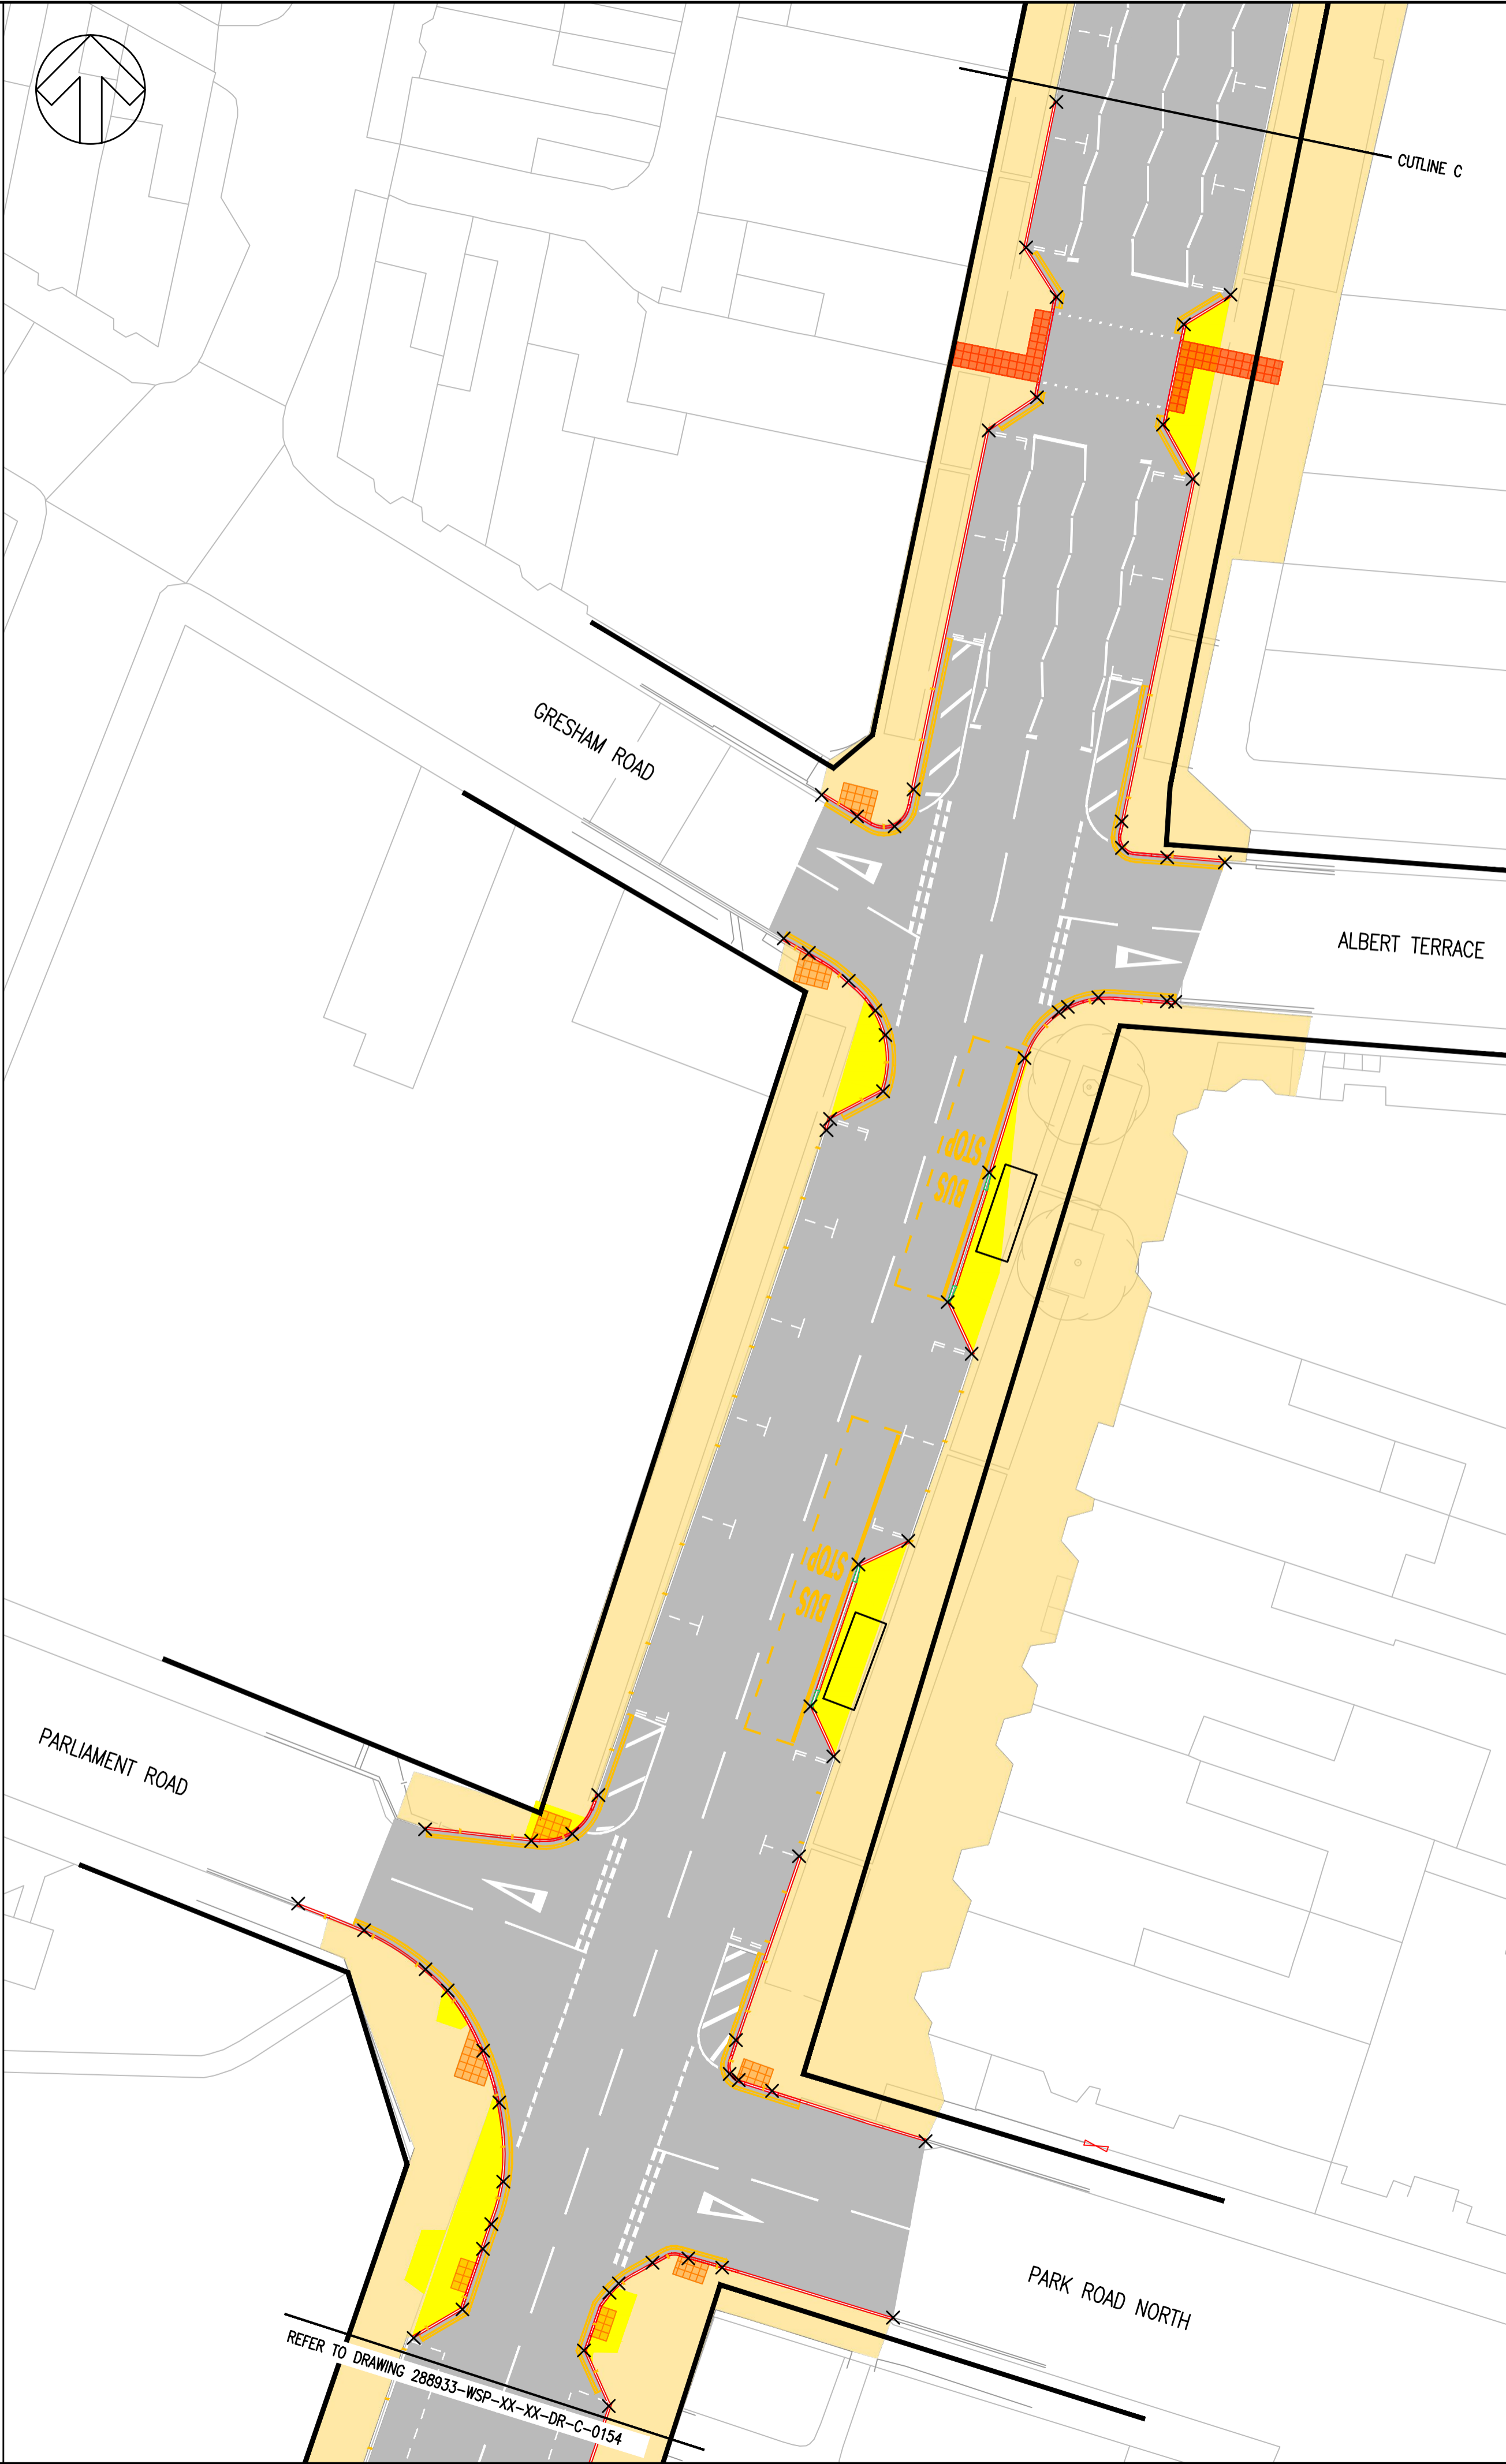 CUTLINE C
GRESHAM ROAD
ALBERT TERRACE
BUS
STOP
BUS
STOP
PARLIAMENT ROAD
PARK ROAD NORTH
REFER TO DRAWING 288933-WSP-XX-XX-DR-C-0154